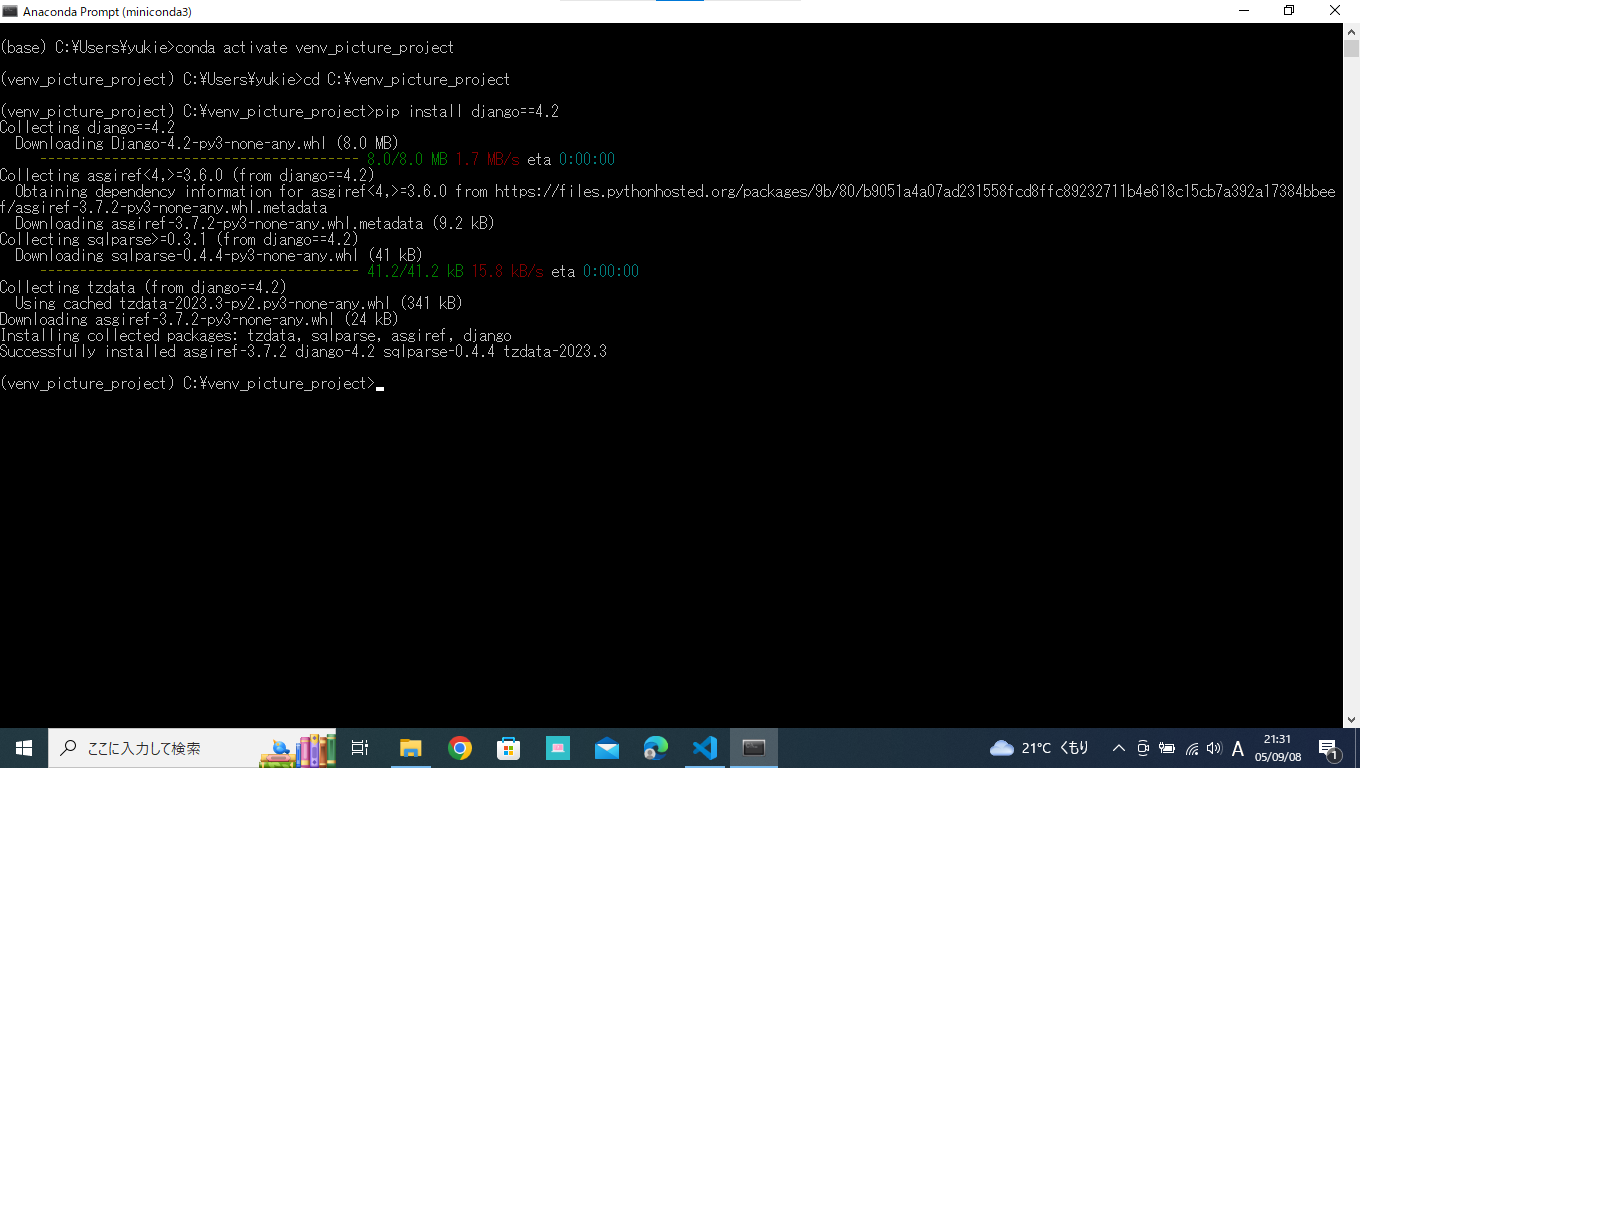 Anaconda Prompt (miniconda3)
(base) C:¥Users¥yukie>conda activate venv_picture_project
(venv_picture_project) C:¥Users¥yukie>cd C:¥venv_picture_project
(venv_picture_project) C:¥venv_picture_project>pip install django==4.2
Collecting django==4.2
  Downloading Django-4.2-py3-none-any.whl (8.0 MB)
     ---------------------------------------- 8.0/8.0 MB 1.7 MB/s eta 0:00:00
Collecting asgiref<4,>=3.6.0 (from django==4.2)
  Obtaining dependency information for asgiref<4,>=3.6.0 from https://files.pythonhosted.org/packages/9b/80/b9051a4a07ad231558fcd8ffc89232711b4e618c15cb7a392a17384bbee
f/asgiref-3.7.2-py3-none-any.whl.metadata
  Downloading asgiref-3.7.2-py3-none-any.whl.metadata (9.2 kB)
Collecting sqlparse>=0.3.1 (from django==4.2)
  Downloading sqlparse-0.4.4-py3-none-any.whl (41 kB)
     ---------------------------------------- 41.2/41.2 kB 15.8 kB/s eta 0:00:00
Collecting tzdata (from django==4.2)
  Using cached tzdata-2023.3-py2.py3-none-any.whl (341 kB)
Downloading asgiref-3.7.2-py3-none-any.whl (24 kB)
Installing collected packages: tzdata, sqlparse, asgiref, django
Successfully installed asgiref-3.7.2 django-4.2 sqlparse-0.4.4 tzdata-2023.3
(venv_picture_project) C:¥venv_picture_project>
ここに入力して検索
21°C くもり
A
21:31
05/09/08
1